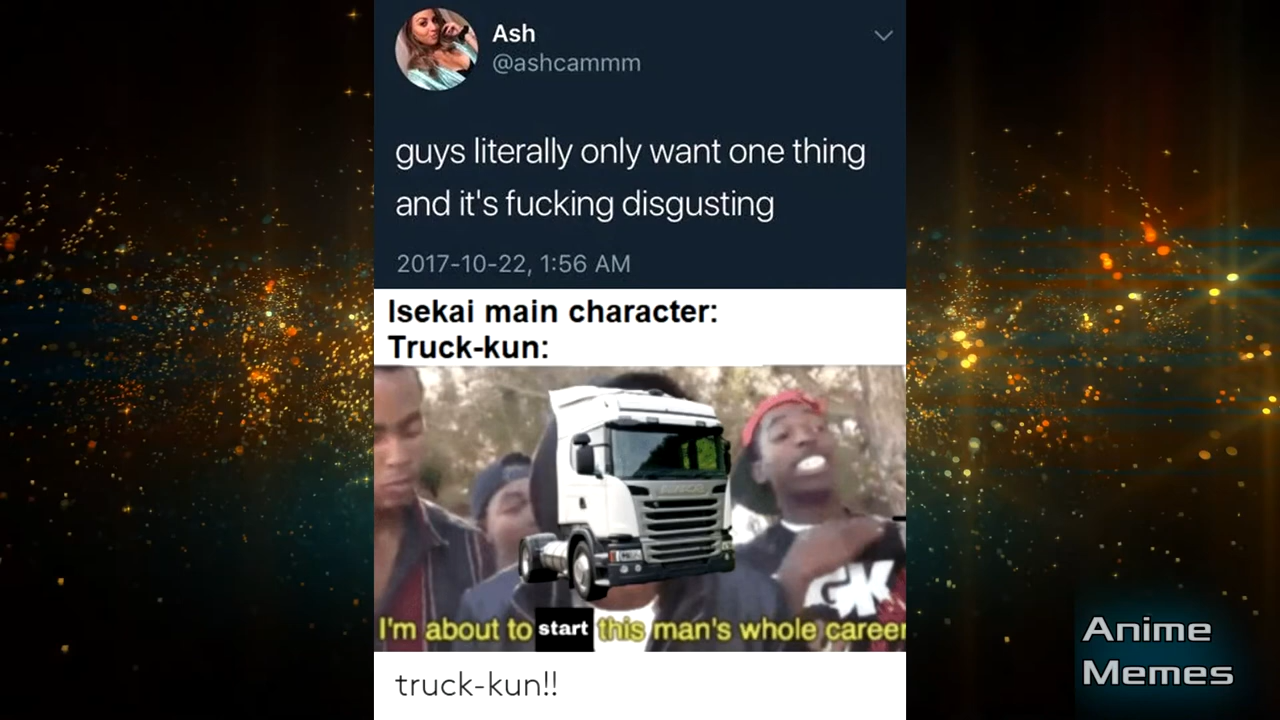 Ash
@ashcammm
guys literally only want one thing
and it's fucking disgusting
2017-10-22, 1:56 AM
Isekai main character:
Truck-kun:
GK
I'm about to start this man's whole career
truck-kun!!
Anime
Memes